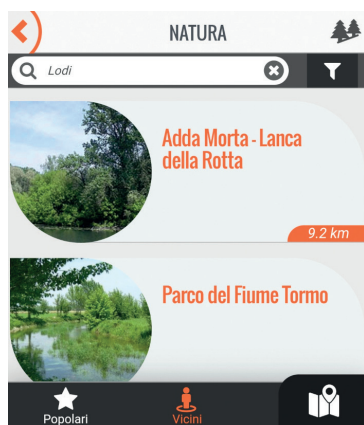 NATURA
Lodi
Adda Morta - Lanca
della Rotta
9.2 km
Parco del Fiume Tormo
Popolari
Vicini